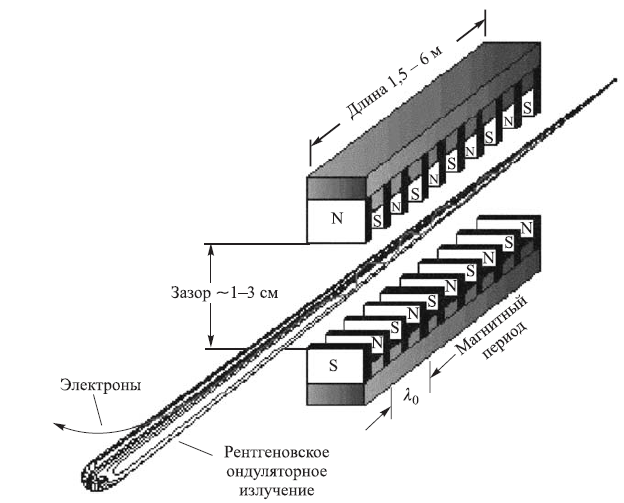 Длина 1,5 – 6 м
N
S
N
S
N
S
N
S
N
S
Зазор ~1–3 см
N
S
N
S
N
S
N
S
N
S
Магнитный
период
λ₀
Электроны
Рентгеновское
ондуляторное
излучение